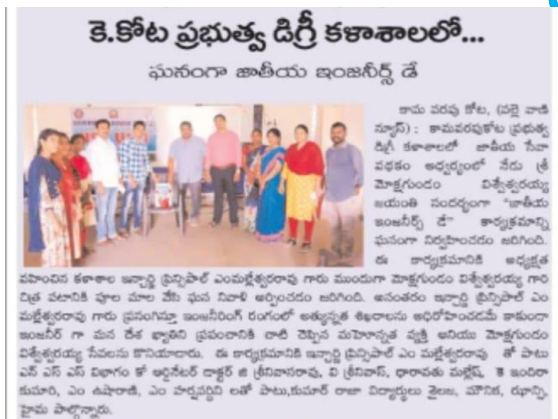 కె.కోట ప్రభుత్వ డిగ్రీ కళాశాలలో...
ఘనంగా జాతీయ ఇంజనీర్స్ డే
కామ వరపు కోట, (పల్లె వాణి
న్యూస్) : కామవరపుకోట ప్రభుత్వ
డిగ్రీ కళాశాలలో జాతీయ సేవా
పథకం ఆధ్వర్యంలో నేడు శ్రీ
మోక్షగుండం విశ్వేశ్వరయ్య
జయంతి సందర్భంగా "జాతీయ
ఇంజనీర్స్ డే" కార్యక్రమాన్ని
ఘనంగా నిర్వహించడం జరిగింది.
ఈ కార్యక్రమానికి అధ్యక్షత
వహించిన కళాశాల ఇన్చార్జి ప్రిన్సిపాల్ ఎంమల్లేశ్వరరావు గారు ముందుగా మోక్షగుండం విశ్వేశ్వరయ్య గారి
చిత్ర పటానికి పూల మాల వేసి ఘన నివాళి అర్పించడం జరిగింది. అనంతరం ఇన్చార్జి ప్రిన్సిపాల్ ఎం
మల్లేశ్వరరావు గారు ప్రసంగిస్తూ ఇంజనీరింగ్ రంగంలో అత్యున్నత శిఖరాలను అధిరోహించడమే కాకుండా
ఇంజనీర్ గా మన దేశ ఖ్యాతిని ప్రపంచానికి చాటి చెప్పిన మహోన్నత వ్యక్తి అనియు మోక్షగుండం
విశ్వేశ్వరయ్య సేవలను కొనియాడారు. ఈ కార్యక్రమానికి ఇన్చార్జి ప్రిన్సిపాల్ ఎం మల్లేశ్వరరావు తో పాటు
ఎన్ ఎస్ ఎస్ విభాగం కో ఆర్డినేటర్ డాక్టర్ జి శ్రీనివాసరావు, వి శ్రీనివాస్, ధారావతు మల్లేష్, కె ఇందిరా
కుమారి, ఎం ఉషారాణి, ఎం హర్షవర్ధిని లతో పాటు,కుమార్ రాజా విద్యార్థులు శైలజ, మౌనిక, ఝాన్సి,
హైమ పాల్గొన్నారు.